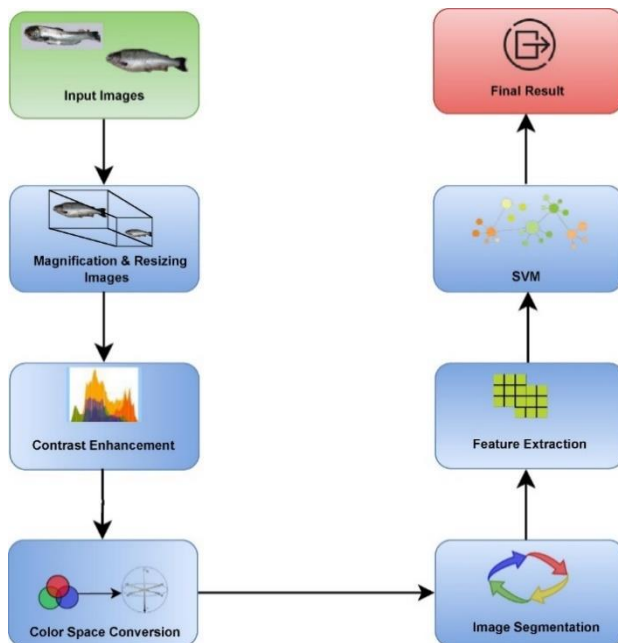 Input Images
Magnification & Resizing
Images
Contrast Enhancement
Color Space Conversion
Image Segmentation
Feature Extraction
SVM
Final Result